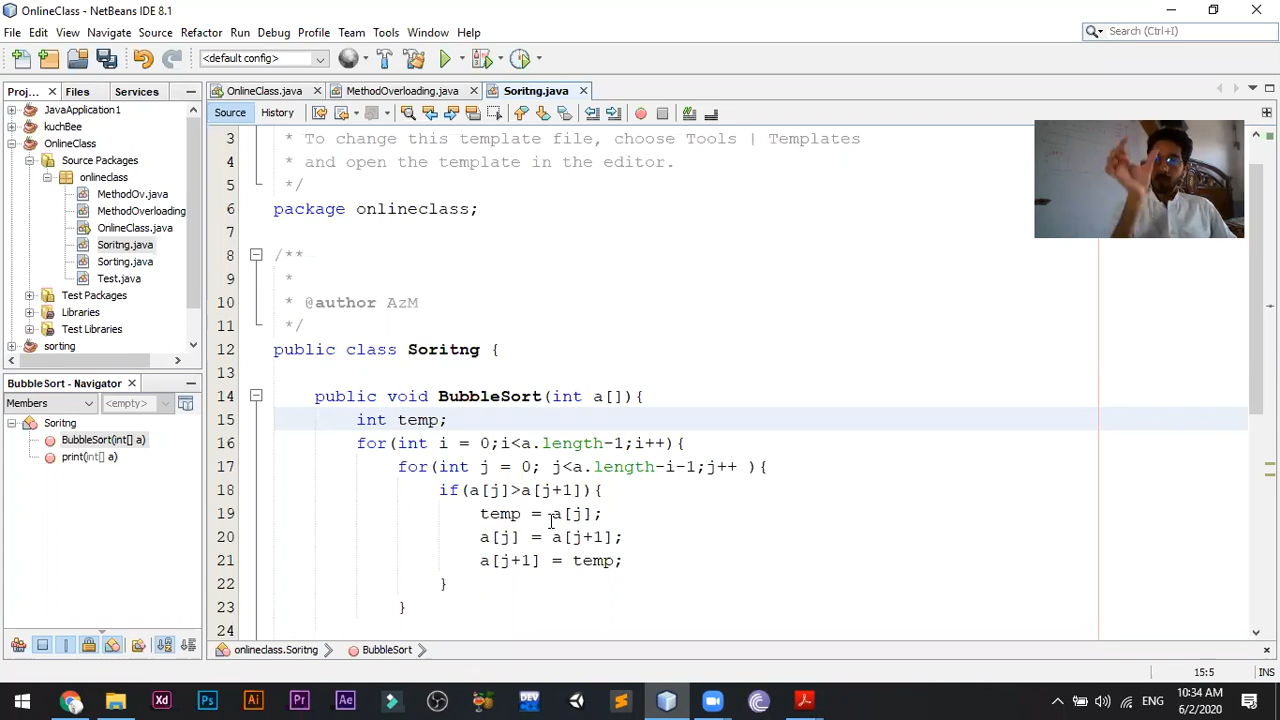 OnlineClass - NetBeans IDE 8.1
File Edit View Navigate Source Refactor Run Debug Profile Team Tools Window Help
Search (Ctrl+I)
<default config>
Proj... Files Services
OnlineClass.java MethodOverloading.java Soritng.java
JavaApplication1
kuchBee
OnlineClass
Source Packages
onlineclass
MethodOv.java
MethodOverloading
OnlineClass.java
Soritng.java
Sorting.java
Test.java
Test Packages
Libraries
Test Libraries
sorting
BubbleSort - Navigator
Members <empty>
Soritng
BubbleSort(int[] a)
print(int[] a)
Source History
3 * To change this template file, choose Tools | Templates
4 * and open the template in the editor.
5 */
6 package onlineclass;
7
8 /**
9 *
10 * @author AzM
11 */
12 public class Soritng {
13
14 public void BubbleSort(int a[]){
15 int temp;
16 for(int i = 0;i<a.length-1;i++){
17 for(int j = 0; j<a.length-i-1;j++ ){
18 if(a[j]>a[j+1]){
19 temp = a[j];
20 a[j] = a[j+1];
21 a[j+1] = temp;
22 }
23 }
24
onlineclass.Soritng BubbleSort
15:5 INS
Xd Ps Ai Pr Ae DEV
ENG
10:34 AM
6/2/2020